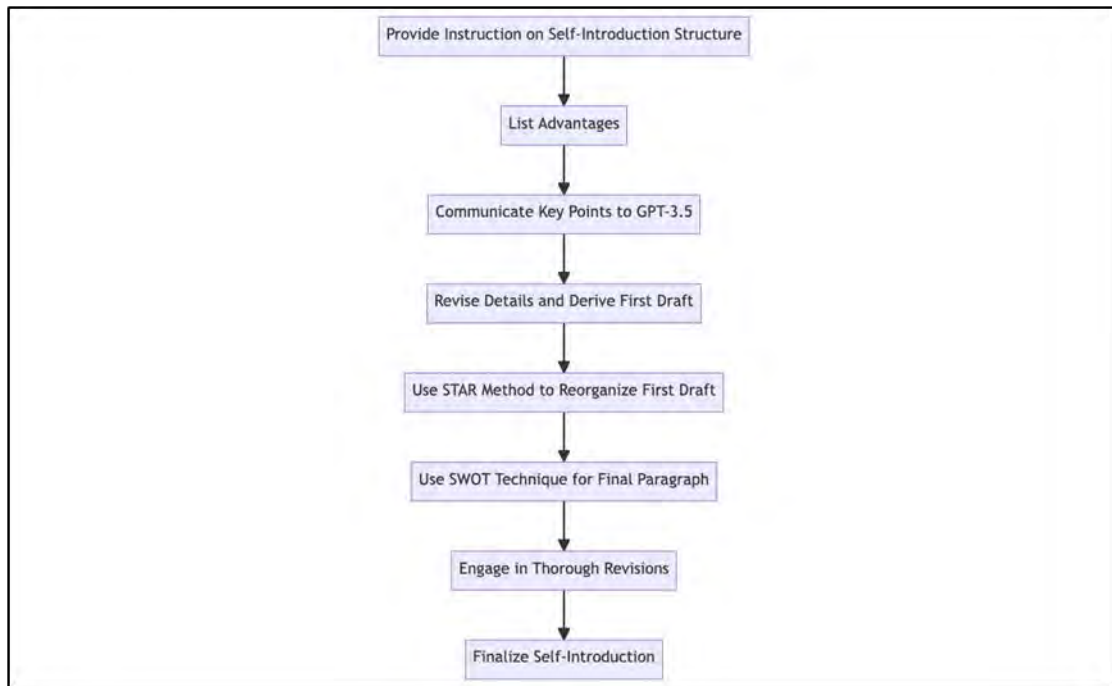 Provide Instruction on Self-Introduction Structure
List Advantages
Communicate Key Points to GPT-3.5
Revise Details and Derive First Draft
Use STAR Method to Reorganize First Draft
Use SWOT Technique for Final Paragraph
Engage in Thorough Revisions
Finalize Self-Introduction